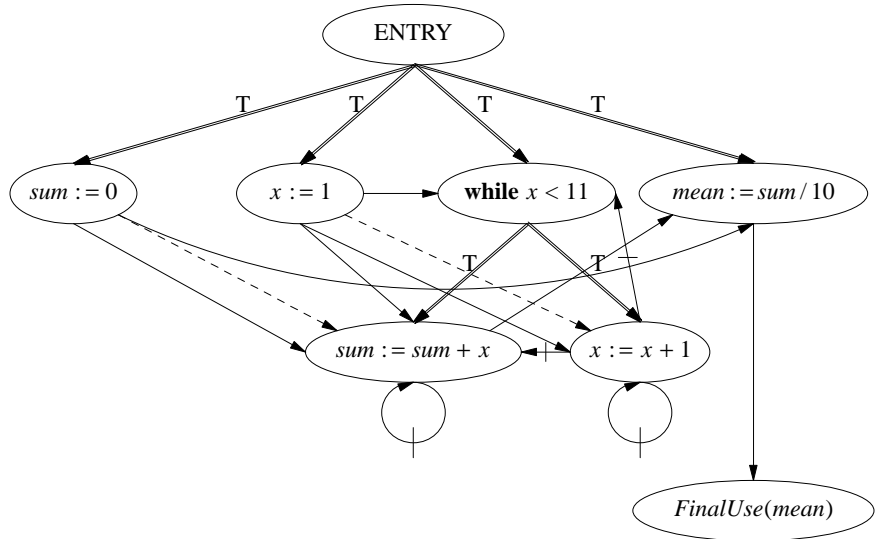 ENTRY
T T T T
sum := 0 x := 1 while x < 11 mean := sum / 10
T T
sum := sum + x x := x + 1
FinalUse(mean)